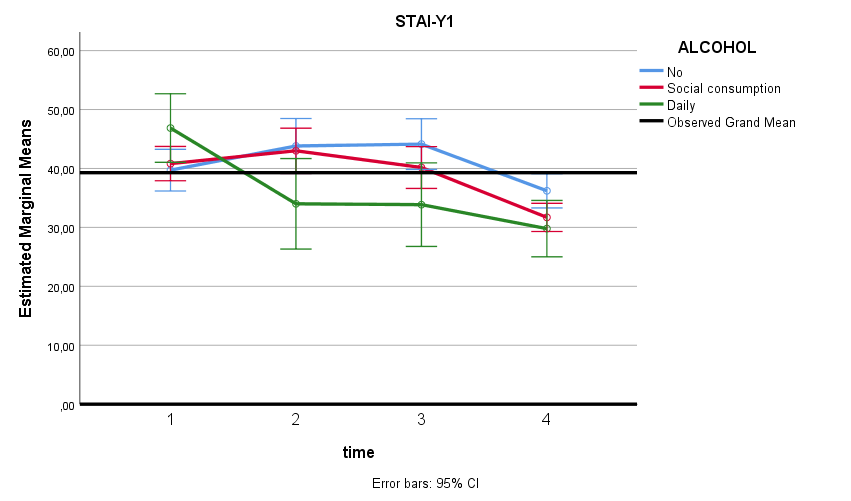 STAI-Y1
Estimated Marginal Means
60,00
50,00
40,00
30,00
20,00
10,00
,00
1 2 3 4
time
Error bars: 95% CI
ALCOHOL
No
Social consumption
Daily
Observed Grand Mean